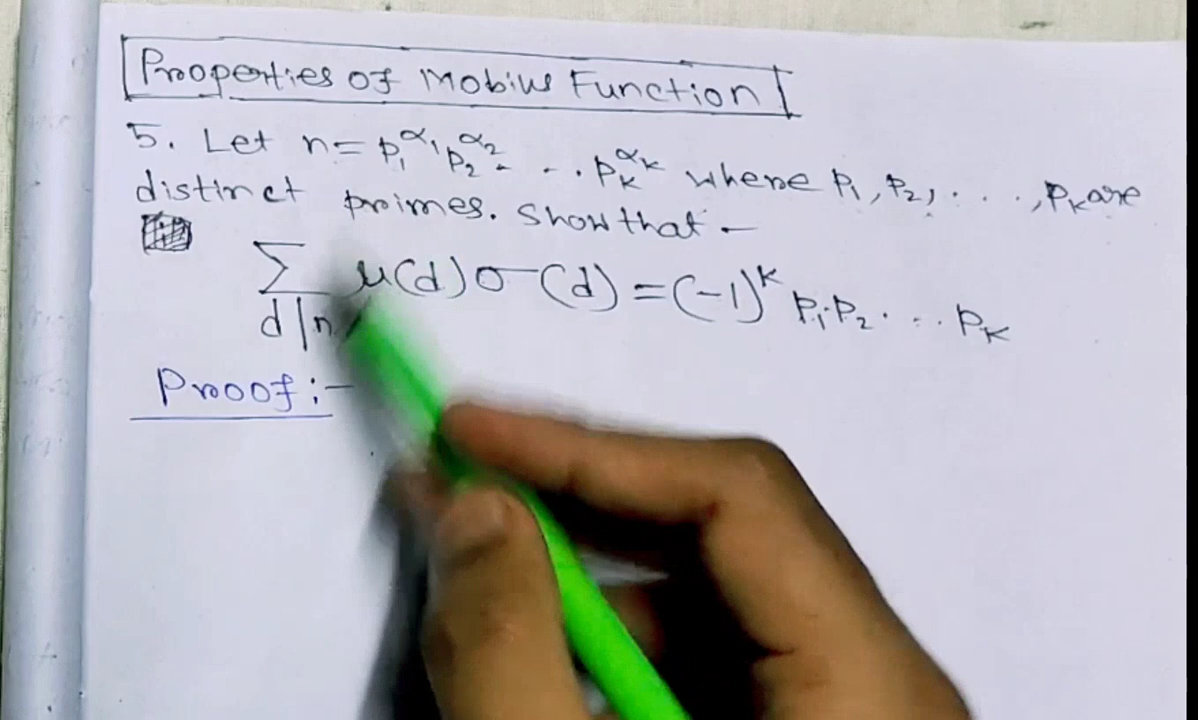 Properties of Mobius Function
5. Let n = p₁^α₁ p₂^α₂ . . . pₖ^αₖ where p₁, p₂, . . . , pₖ are
distinct primes. Show that –
∑_{d|n} μ(d) σ(d) = (-1)^k p₁.p₂ . . . pₖ
Proof :-